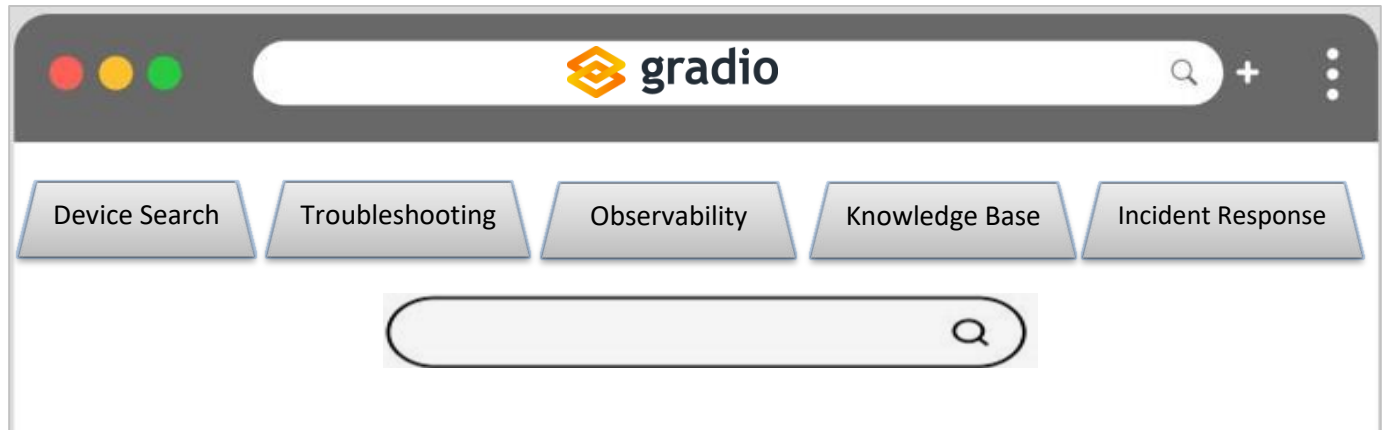 gradio
Device Search
Troubleshooting
Observability
Knowledge Base
Incident Response